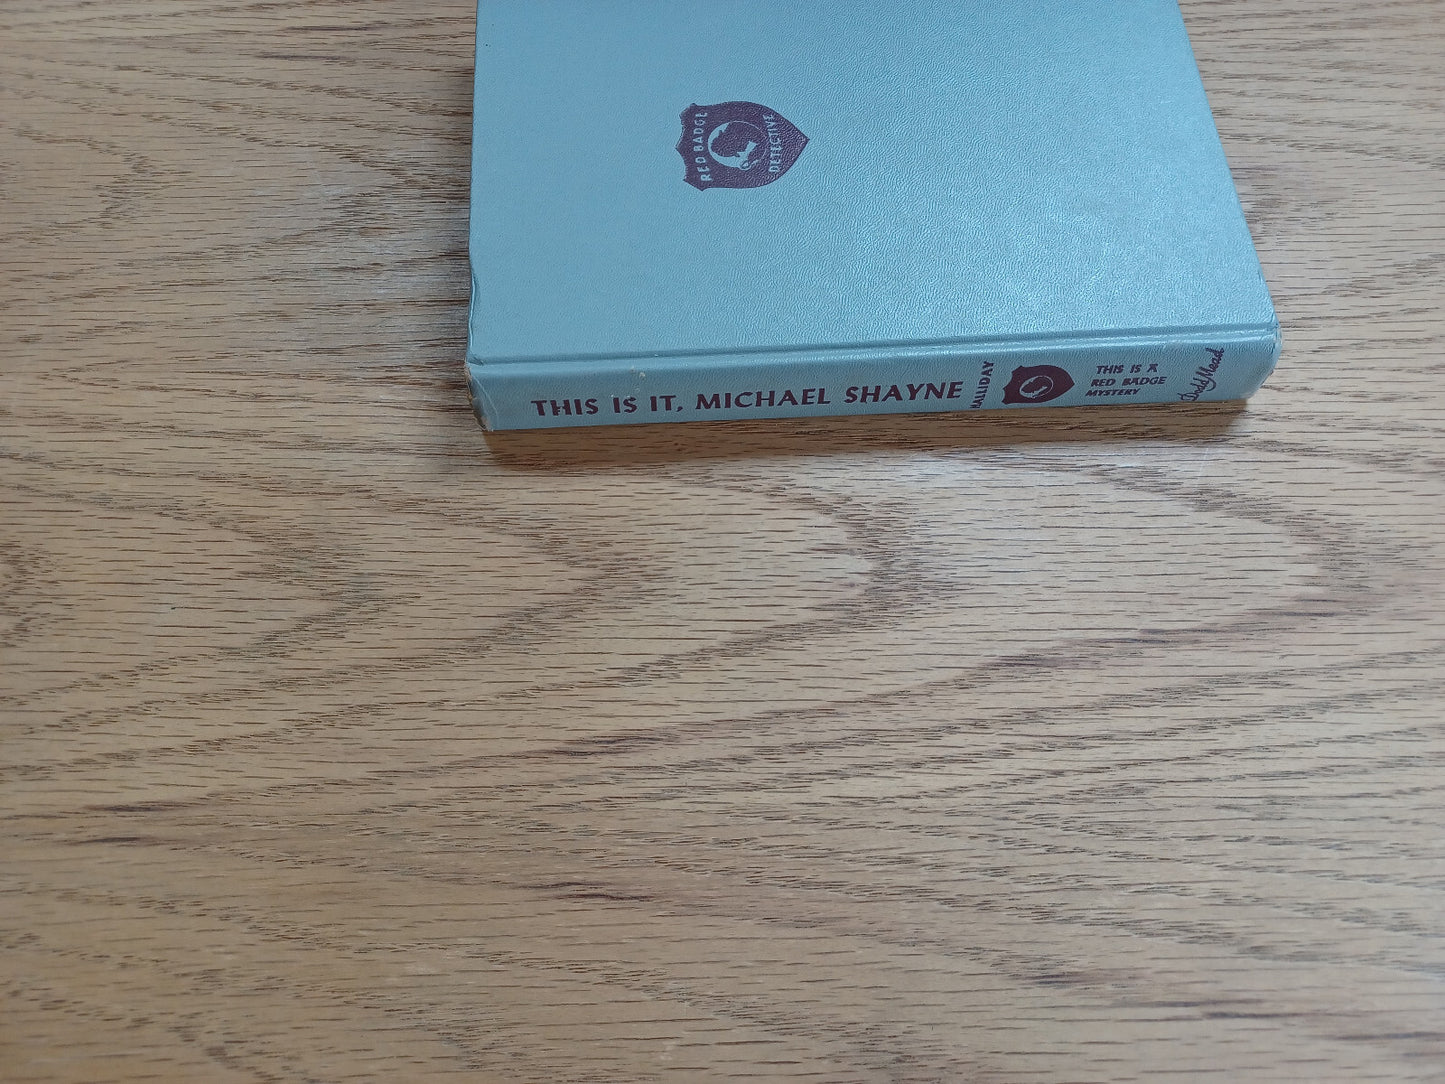 RED BADGE
DETECTIVE
THIS IS IT, MICHAEL SHAYNE
HALLIDAY
THIS IS A
RED BADGE
MYSTERY
Dodd Mead